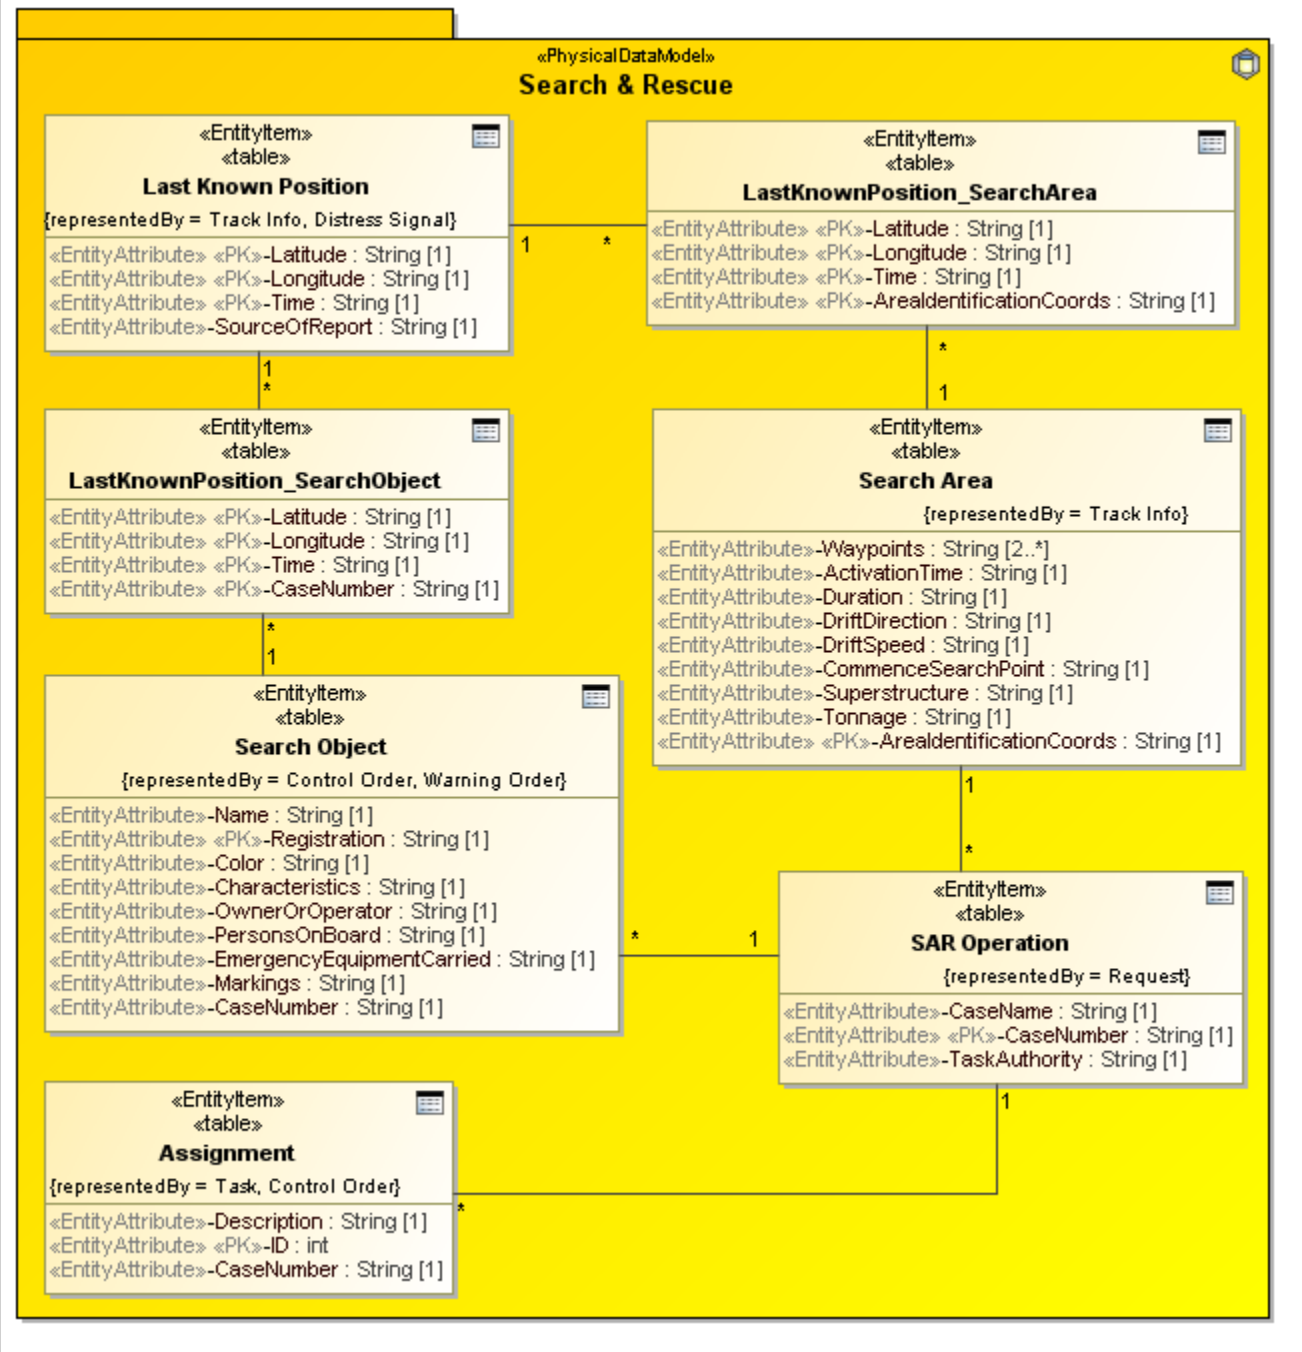 «PhysicalDataModel»
Search & Rescue
«EntityItem»
«table»
Last Known Position
{representedBy = Track Info, Distress Signal}
«EntityAttribute» «PK»-Latitude : String [1]
«EntityAttribute» «PK»-Longitude : String [1]
«EntityAttribute» «PK»-Time : String [1]
«EntityAttribute»-SourceOfReport : String [1]
1
*
«EntityItem»
«table»
LastKnownPosition_SearchArea
«EntityAttribute» «PK»-Latitude : String [1]
«EntityAttribute» «PK»-Longitude : String [1]
«EntityAttribute» «PK»-Time : String [1]
«EntityAttribute» «PK»-AreaIdentificationCoords : String [1]
1
*
*
1
«EntityItem»
«table»
LastKnownPosition_SearchObject
«EntityAttribute» «PK»-Latitude : String [1]
«EntityAttribute» «PK»-Longitude : String [1]
«EntityAttribute» «PK»-Time : String [1]
«EntityAttribute» «PK»-CaseNumber : String [1]
*
1
«EntityItem»
«table»
Search Area
{representedBy = Track Info}
«EntityAttribute»-Waypoints : String [2..*]
«EntityAttribute»-ActivationTime : String [1]
«EntityAttribute»-Duration : String [1]
«EntityAttribute»-DriftDirection : String [1]
«EntityAttribute»-DriftSpeed : String [1]
«EntityAttribute»-CommenceSearchPoint : String [1]
«EntityAttribute»-Superstructure : String [1]
«EntityAttribute»-Tonnage : String [1]
«EntityAttribute» «PK»-AreaIdentificationCoords : String [1]
1
*
«EntityItem»
«table»
Search Object
{representedBy = Control Order, Warning Order}
«EntityAttribute»-Name : String [1]
«EntityAttribute» «PK»-Registration : String [1]
«EntityAttribute»-Color : String [1]
«EntityAttribute»-Characteristics : String [1]
«EntityAttribute»-OwnerOrOperator : String [1]
«EntityAttribute»-PersonsOnBoard : String [1]
«EntityAttribute»-EmergencyEquipmentCarried : String [1]
«EntityAttribute»-Markings : String [1]
«EntityAttribute»-CaseNumber : String [1]
*
1
«EntityItem»
«table»
SAR Operation
{representedBy = Request}
«EntityAttribute»-CaseName : String [1]
«EntityAttribute» «PK»-CaseNumber : String [1]
«EntityAttribute»-TaskAuthority : String [1]
1
«EntityItem»
«table»
Assignment
{representedBy = Task, Control Order}
«EntityAttribute»-Description : String [1]
«EntityAttribute» «PK»-ID : int
«EntityAttribute»-CaseNumber : String [1]
*